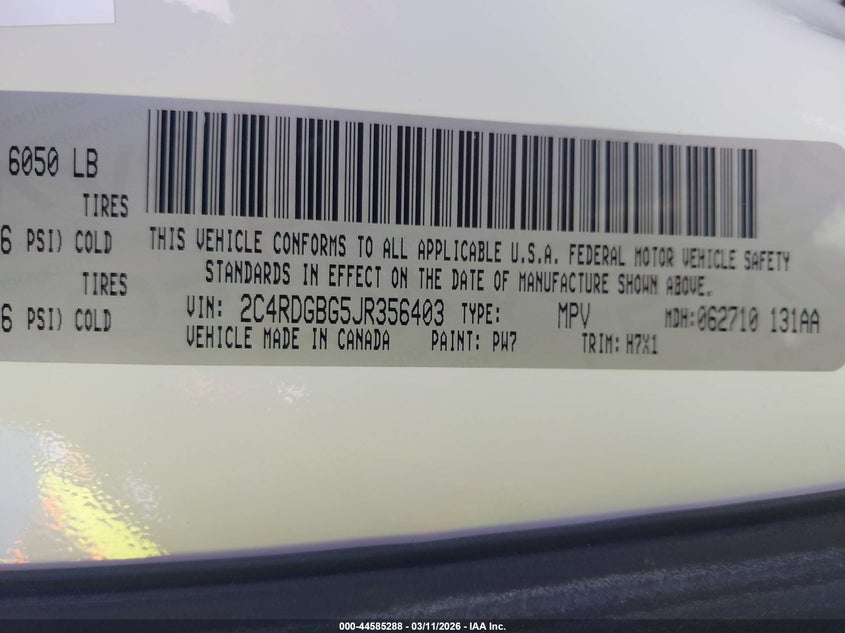 6050 LB
TIRES
6 PSI) COLD
TIRES
6 PSI) COLD
THIS VEHICLE CONFORMS TO ALL APPLICABLE U.S.A. FEDERAL MOTOR VEHICLE SAFETY
STANDARDS IN EFFECT ON THE DATE OF MANUFACTURE SHOWN ABOVE.
VIN: 2C4RDGBG5JR356403 TYPE: MPV MDH:062710 131AA
VEHICLE MADE IN CANADA PAINT: PW7 TRIM: H7X1
000-44585288 - 03/11/2026 - IAA Inc.